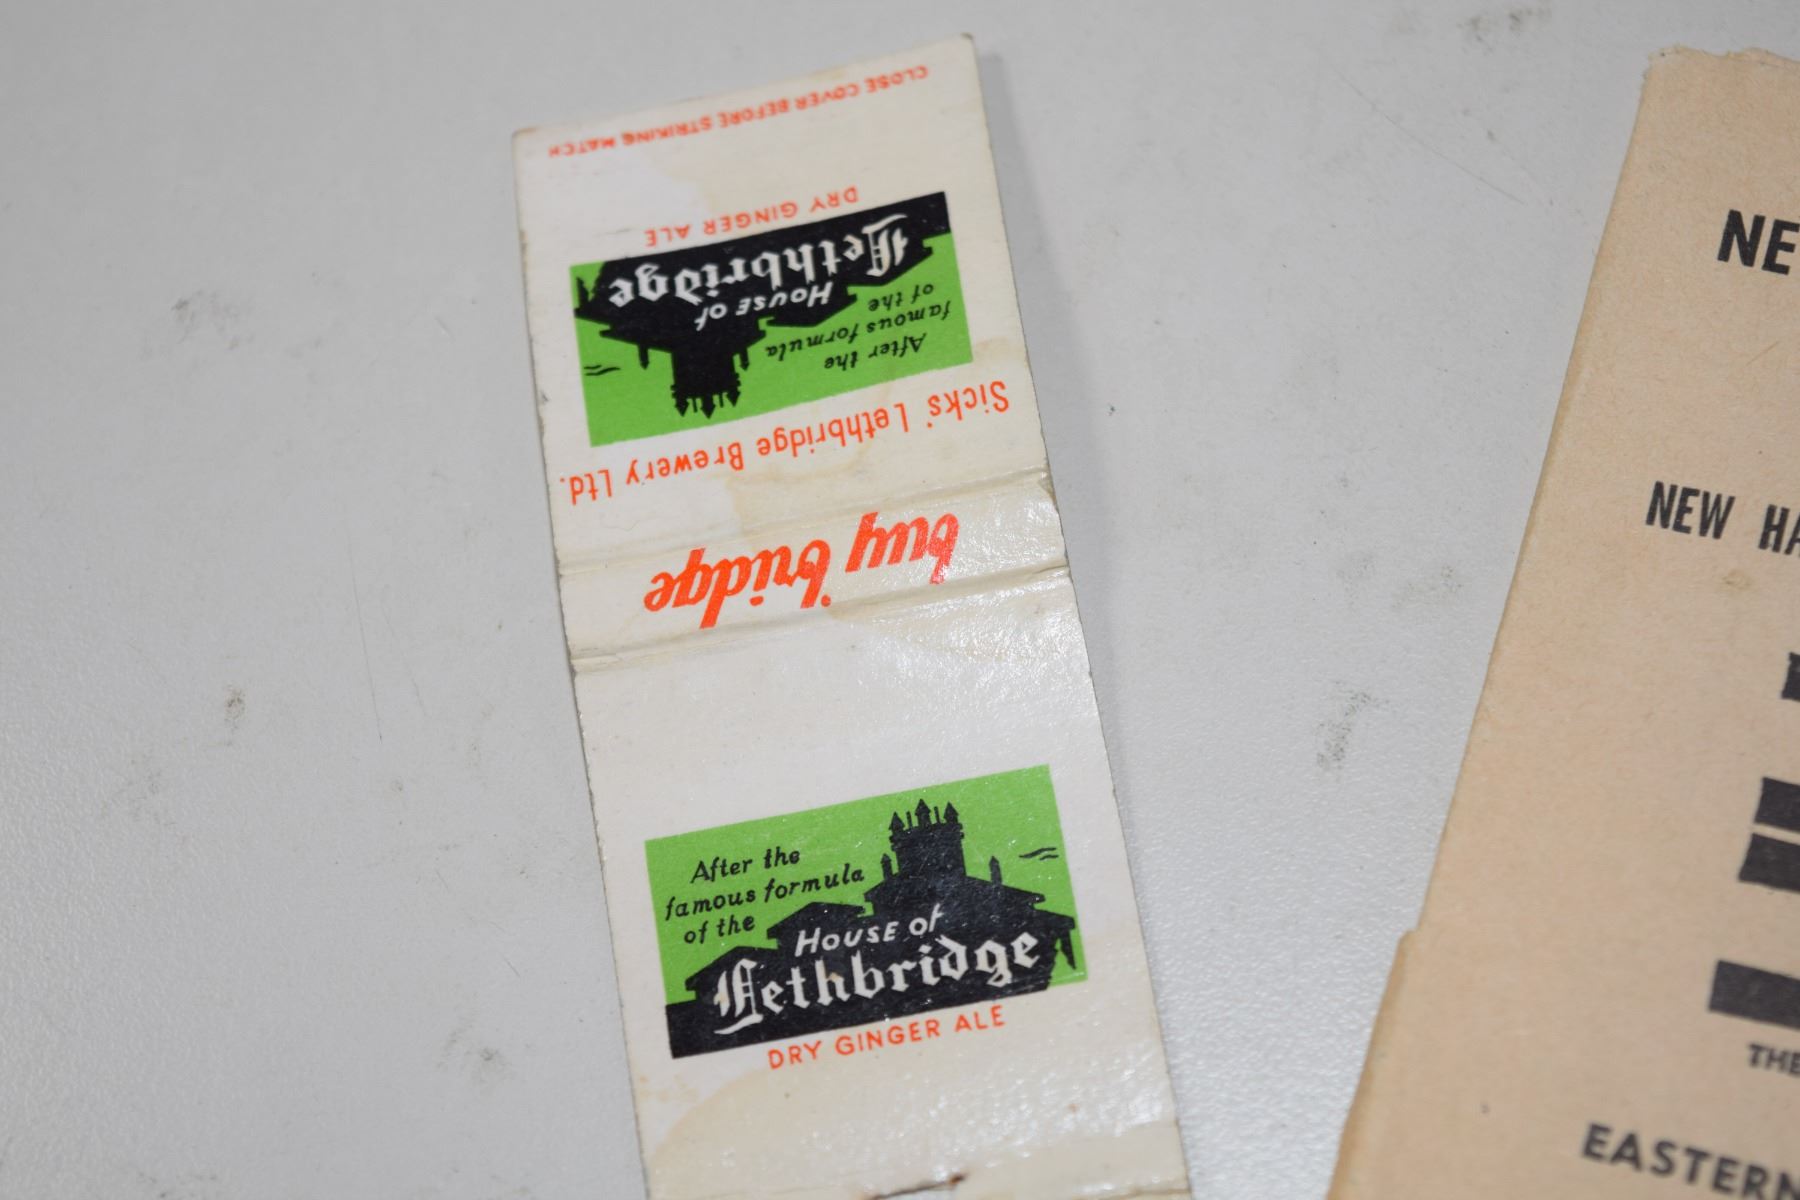 CLOSE COVER BEFORE STRIKING MATCH
DRY GINGER ALE
House of
Lethbridge
After the
famous formula
of the
Sicks' Lethbridge Brewery Ltd.
buy 'bridge
After the
famous formula
of the
House of
Lethbridge
DRY GINGER ALE
NE
NEW HA
THE
EASTERN